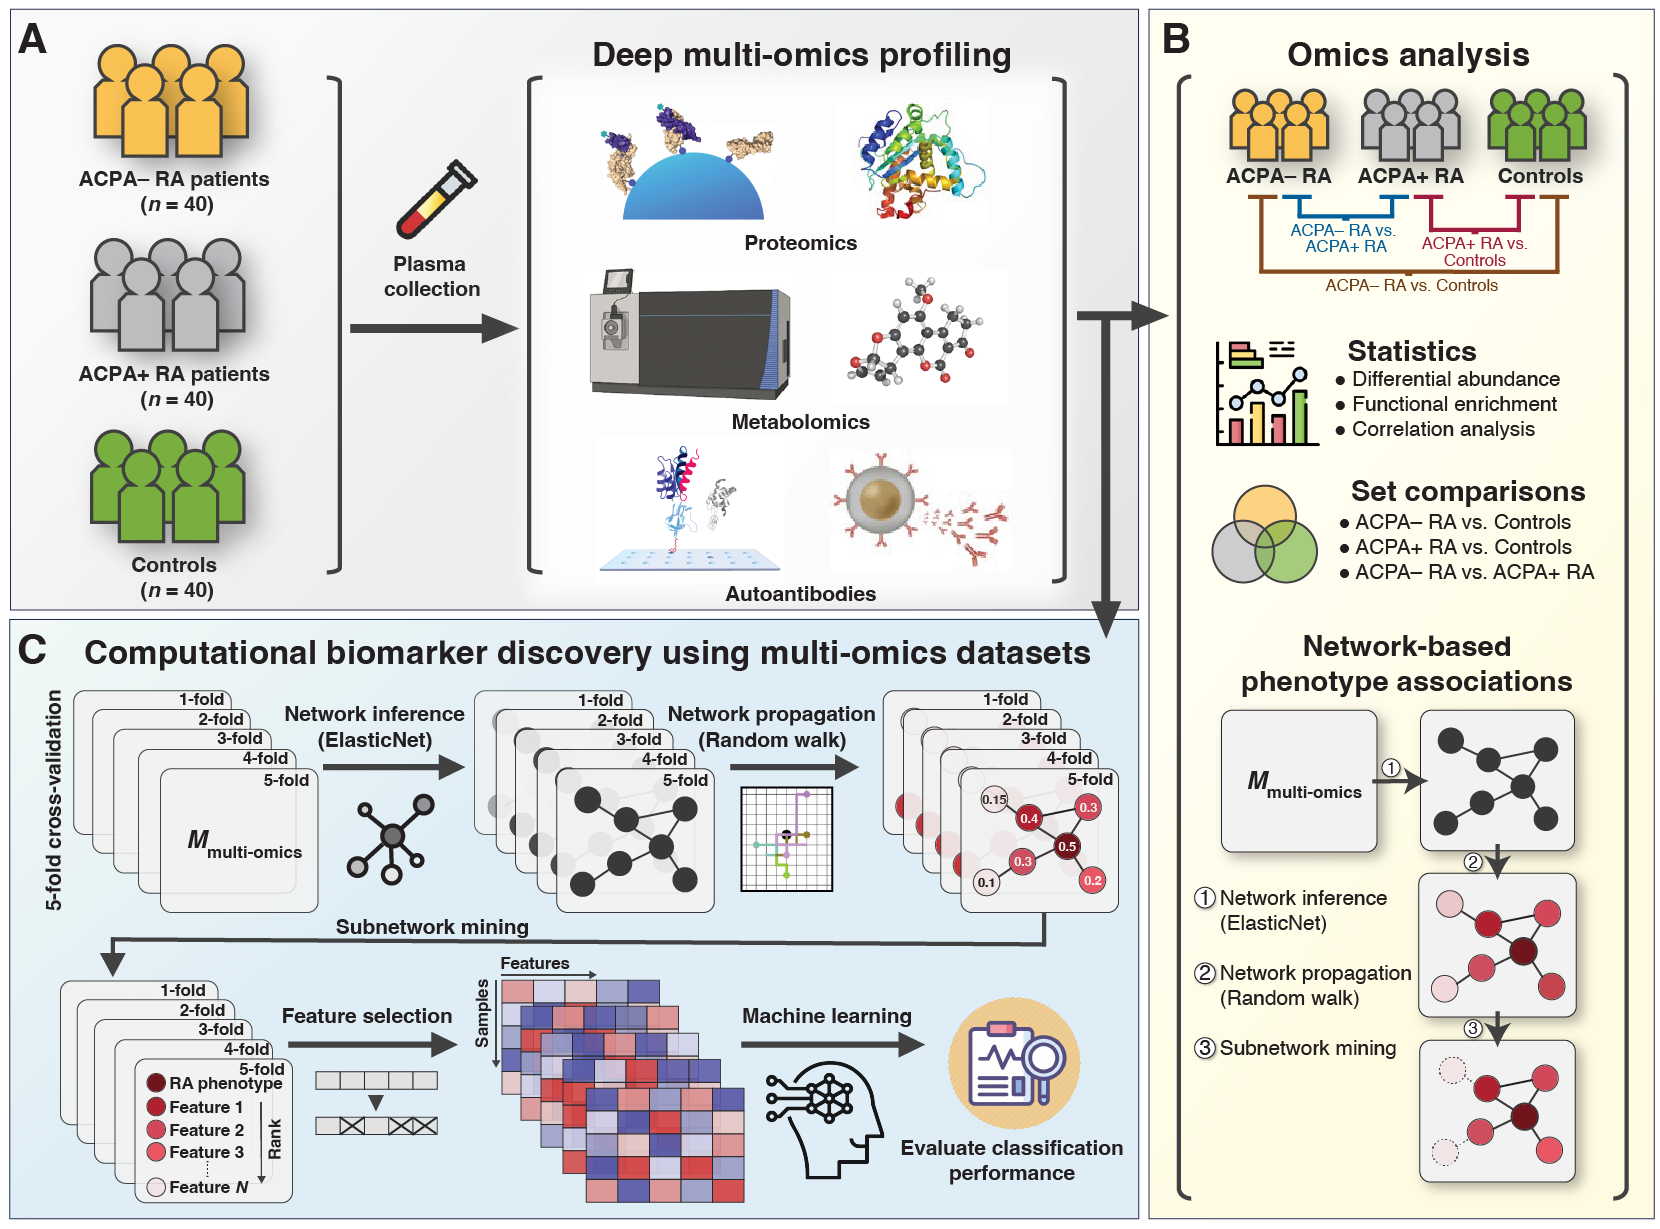 A
Deep multi-omics profiling
ACPA– RA patients
(n = 40)
ACPA+ RA patients
(n = 40)
Controls
(n = 40)
Plasma
collection
Proteomics
Metabolomics
Autoantibodies
B
Omics analysis
ACPA– RA
ACPA+ RA
Controls
ACPA– RA vs.
ACPA+ RA
ACPA+ RA vs.
Controls
ACPA– RA vs. Controls
Statistics
● Differential abundance
● Functional enrichment
● Correlation analysis
Set comparisons
● ACPA– RA vs. Controls
● ACPA+ RA vs. Controls
● ACPA– RA vs. ACPA+ RA
Network-based
phenotype associations
Mmulti-omics
①
②
③
① Network inference
(ElasticNet)
② Network propagation
(Random walk)
③ Subnetwork mining
C
Computational biomarker discovery using multi-omics datasets
5-fold cross-validation
1-fold
2-fold
3-fold
4-fold
5-fold
Mmulti-omics
Network inference
(ElasticNet)
1-fold
2-fold
3-fold
4-fold
5-fold
Network propagation
(Random walk)
1-fold
2-fold
3-fold
4-fold
5-fold
0.15
0.4
0.3
0.5
0.3
0.1
0.2
Subnetwork mining
1-fold
2-fold
3-fold
4-fold
5-fold
RA phenotype
Feature 1
Feature 2
Feature 3
Feature N
Rank
Feature selection
Features
Samples
Machine learning
Evaluate classification
performance